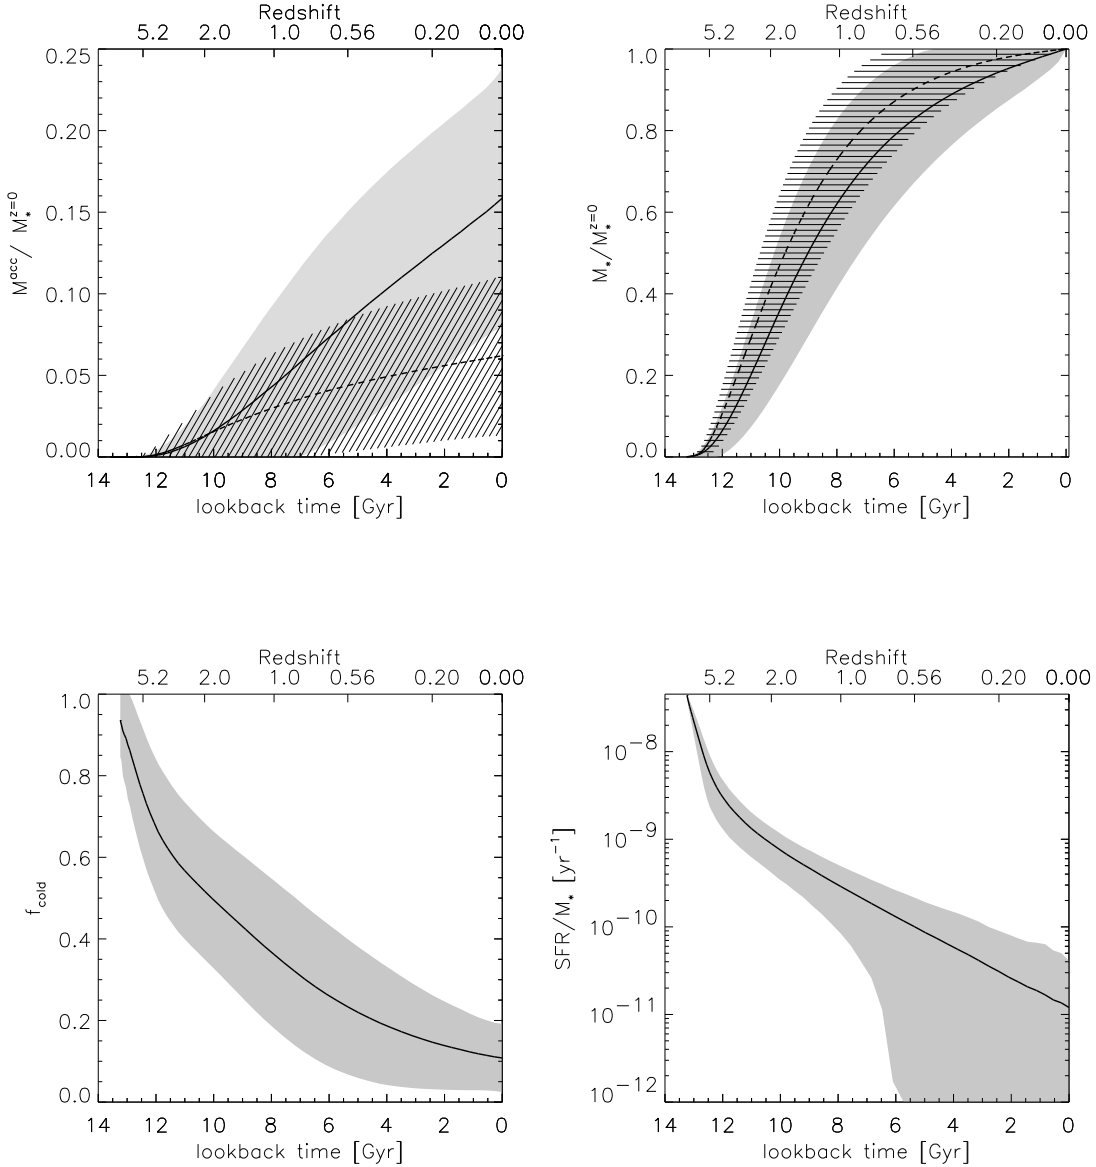 Redshift
5.2 2.0 1.0 0.56 0.20 0.00
0.25
0.20
0.15
0.10
0.05
0.00
M^acc/ M_*^z=0
14 12 10 8 6 4 2 0
lookback time [Gyr]
Redshift
5.2 2.0 1.0 0.56 0.20 0.00
1.0
0.8
0.6
0.4
0.2
0.0
M_*/M_*^z=0
14 12 10 8 6 4 2 0
lookback time [Gyr]
Redshift
5.2 2.0 1.0 0.56 0.20 0.00
1.0
0.8
0.6
0.4
0.2
0.0
f_cold
14 12 10 8 6 4 2 0
lookback time [Gyr]
Redshift
5.2 2.0 1.0 0.56 0.20 0.00
10^-8
10^-9
10^-10
10^-11
10^-12
SFR/M_* [yr^-1]
14 12 10 8 6 4 2 0
lookback time [Gyr]